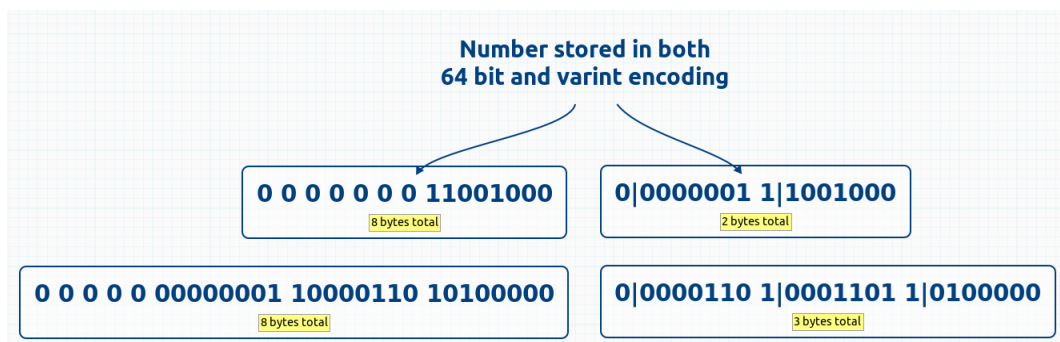 Number stored in both
64 bit and varint encoding
0 0 0 0 0 0 0 11001000
8 bytes total
0|0000001 1|1001000
2 bytes total
0 0 0 0 0 00000001 10000110 10100000
8 bytes total
0|0000110 1|0001101 1|0100000
3 bytes total